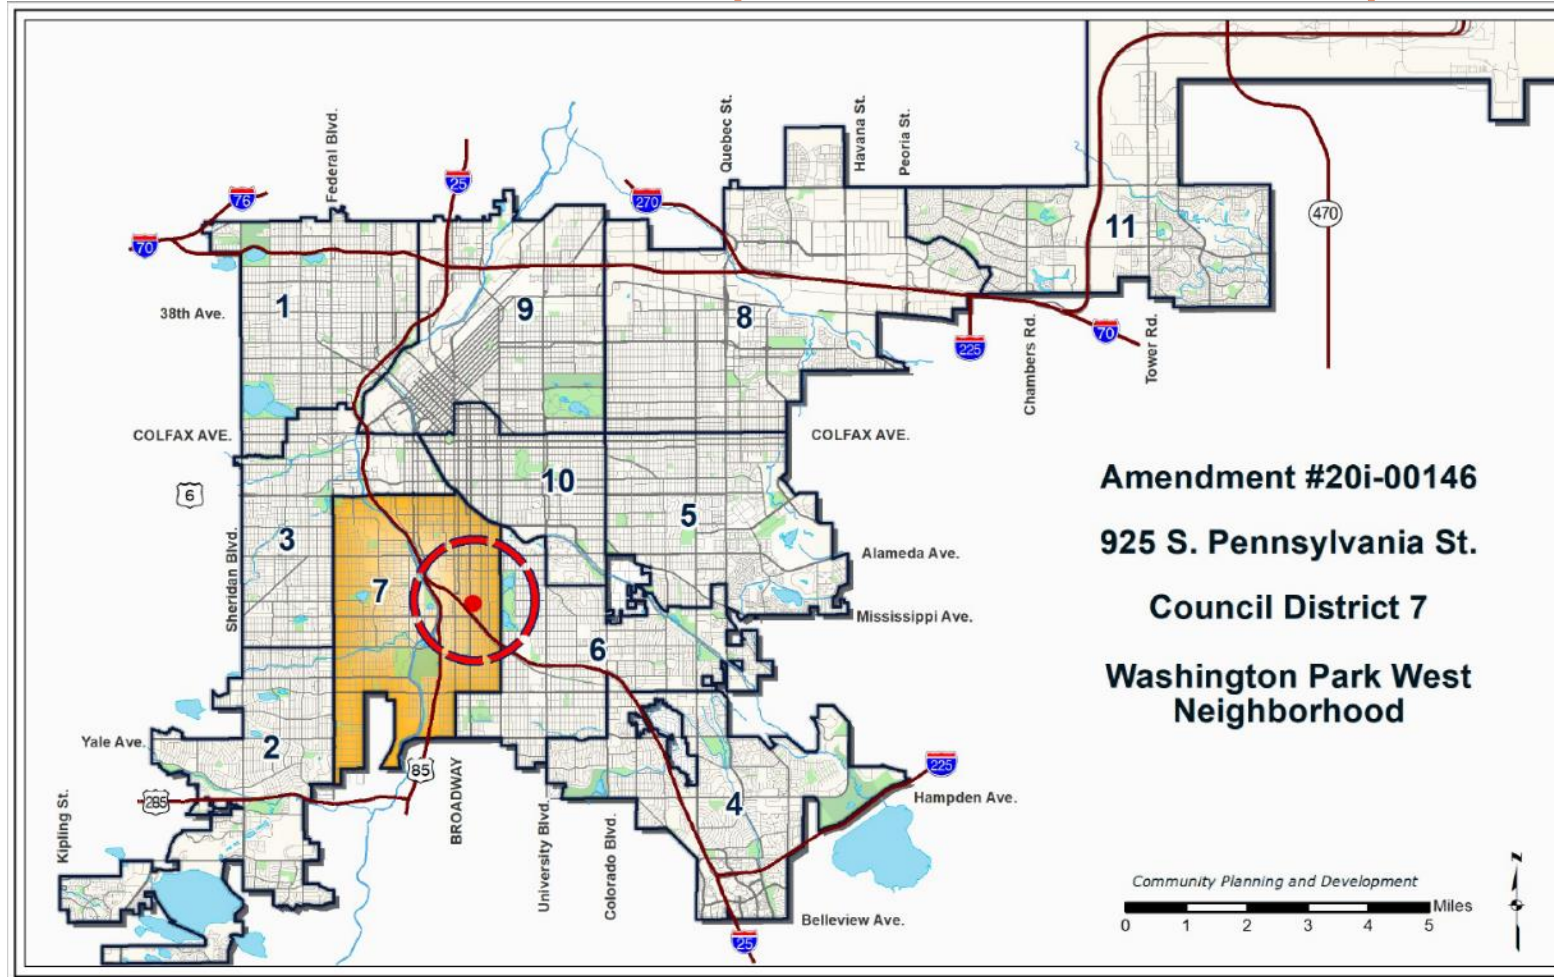 Federal Blvd.
Quebec St.
Havana St.
Peoria St.
76
25
270
70
470
11
1
9
8
38th Ave.
225
Chambers Rd.
70
Tower Rd.
COLFAX AVE.
COLFAX AVE.
6
10
5
3
Sheridan Blvd.
7
Alameda Ave.
Mississippi Ave.
6
Amendment #20i-00146
925 S. Pennsylvania St.
Council District 7
Washington Park West
Neighborhood
Yale Ave.
2
85
285
Kipling St.
BROADWAY
University Blvd.
Colorado Blvd.
4
225
Hampden Ave.
Belleview Ave.
25
Community Planning and Development
Miles
0 1 2 3 4 5
N